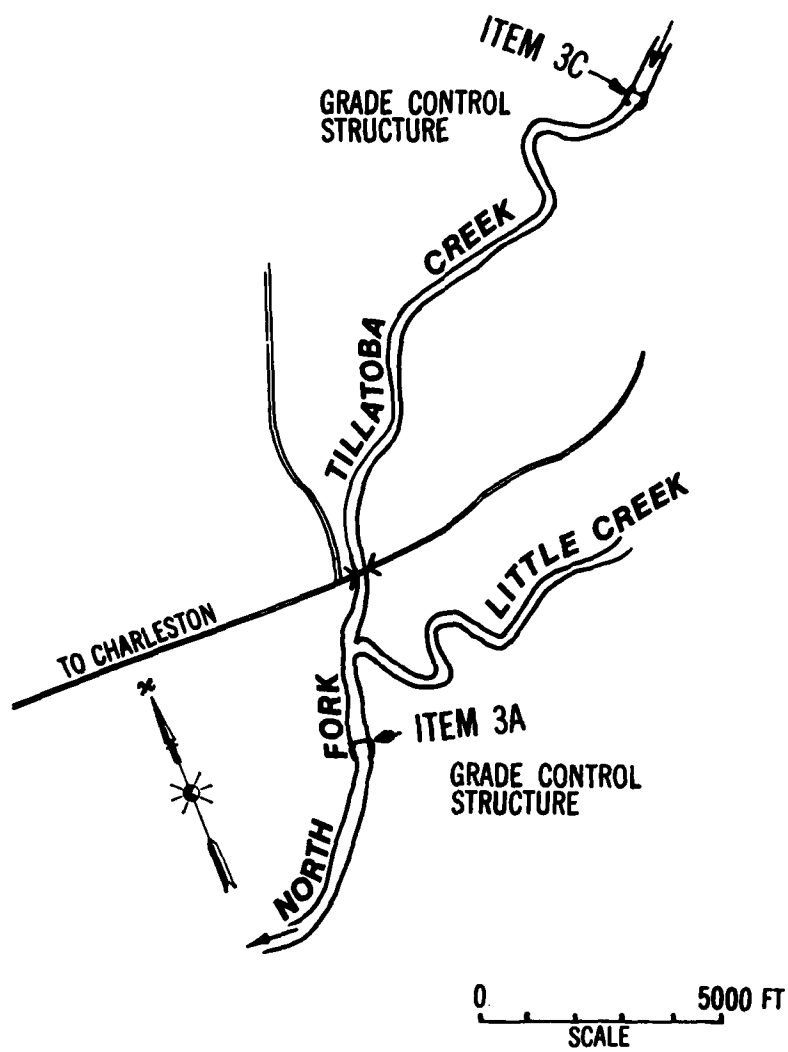 ITEM 3C
GRADE CONTROL
STRUCTURE
CREEK
TILLATOBA
LITTLE CREEK
TO CHARLESTON
N
FORK
ITEM 3A
GRADE CONTROL
STRUCTURE
NORTH
0 5000 FT
SCALE